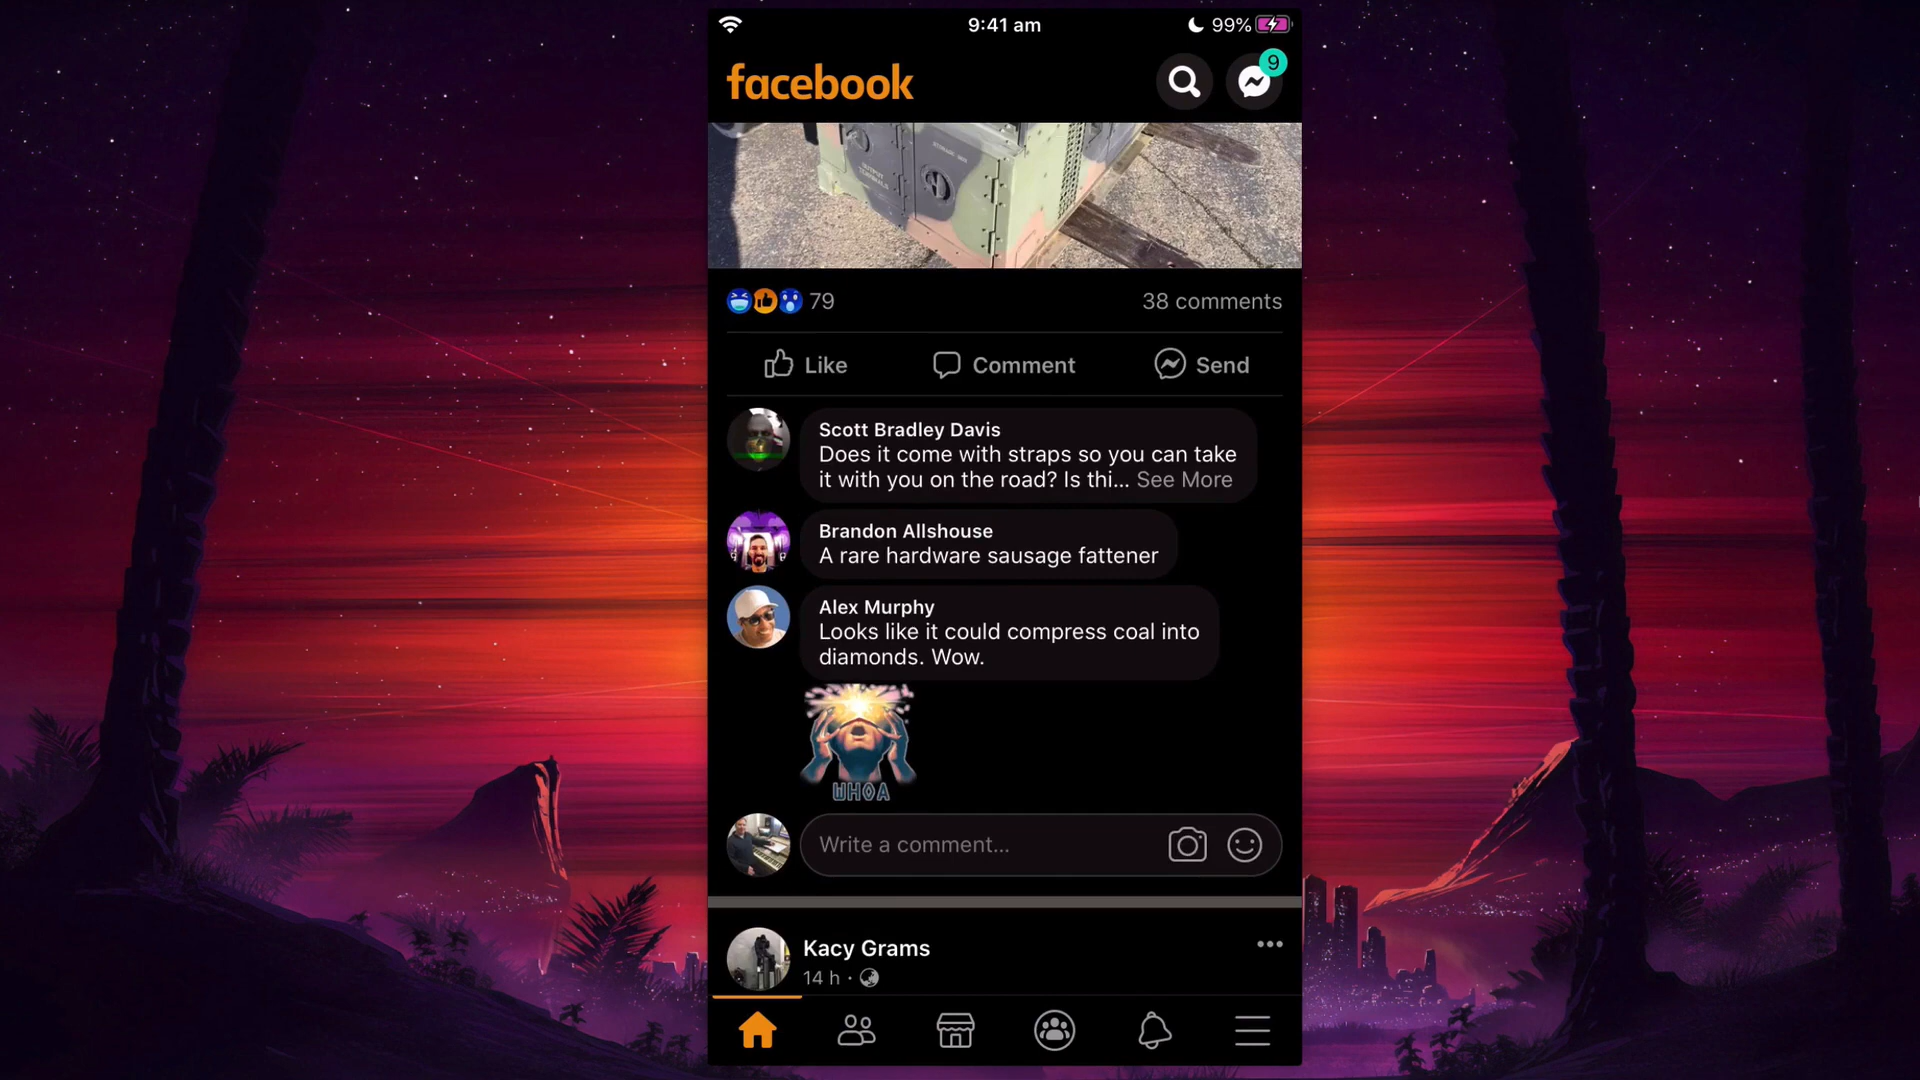 9:41 am
99%
facebook
9
OUTPUT
TERMINALS
79
38 comments
Like
Comment
Send
Scott Bradley Davis
Does it come with straps so you can take
it with you on the road? Is thi... See More
Brandon Allshouse
A rare hardware sausage fattener
Alex Murphy
Looks like it could compress coal into
diamonds. Wow.
WHOA
Write a comment...
Kacy Grams
14 h ·